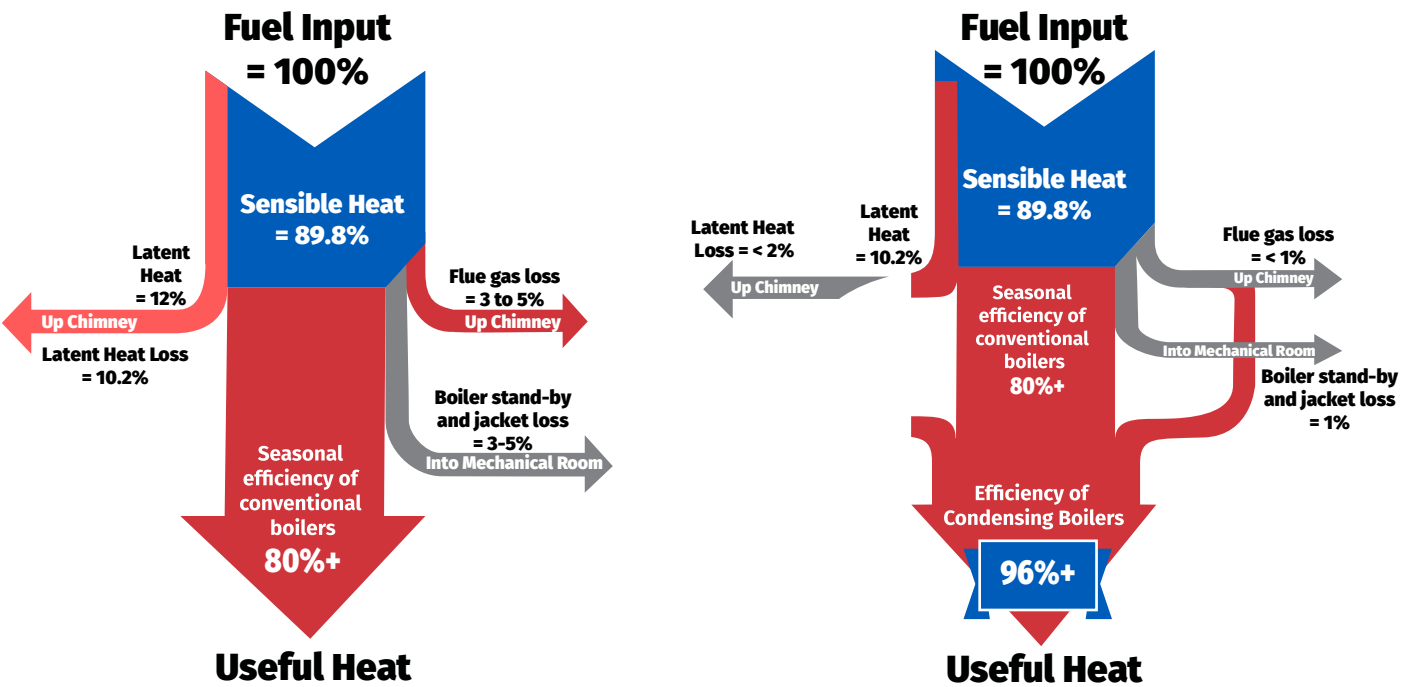 Fuel Input
= 100%
Sensible Heat
= 89.8%
Latent
Heat
= 12%
Up Chimney
Latent Heat Loss
= 10.2%
Flue gas loss
= 3 to 5%
Up Chimney
Boiler stand-by
and jacket loss
= 3-5%
Into Mechanical Room
Seasonal
efficiency of
conventional
boilers
80%+
Useful Heat
Fuel Input
= 100%
Sensible Heat
= 89.8%
Latent Heat
Loss = < 2%
Up Chimney
Latent
Heat
= 10.2%
Flue gas loss
= < 1%
Up Chimney
Into Mechanical Room
Boiler stand-by
and jacket loss
= 1%
Seasonal
efficiency of
conventional
boilers
80%+
Efficiency of
Condensing Boilers
96%+
Useful Heat